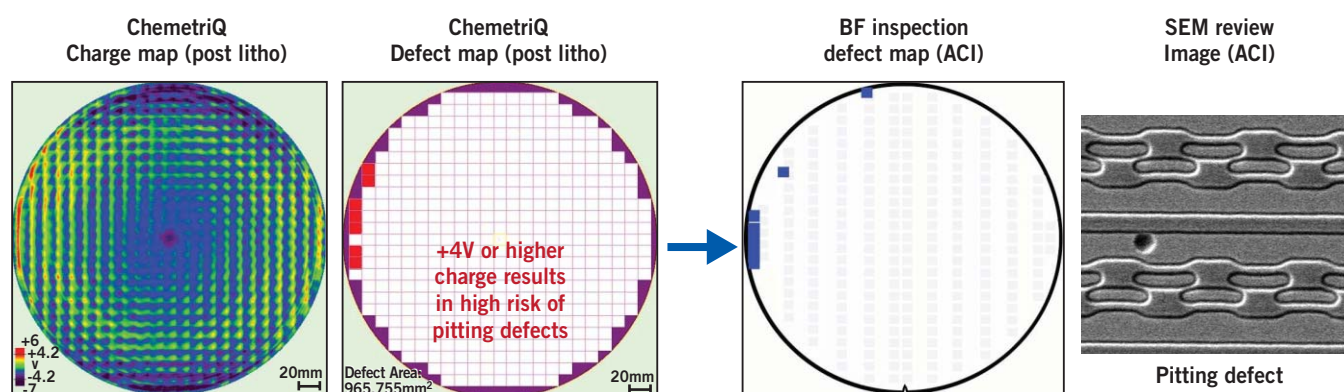 ChemetriQ
Charge map (post litho)
ChemetriQ
Defect map (post litho)
BF inspection
defect map (ACI)
SEM review
Image (ACI)
+4V or higher
charge results
in high risk of
pitting defects
+6
+4.2
V
-4.2
-7
20mm
Defect Area:
965.755mm²
20mm
Pitting defect